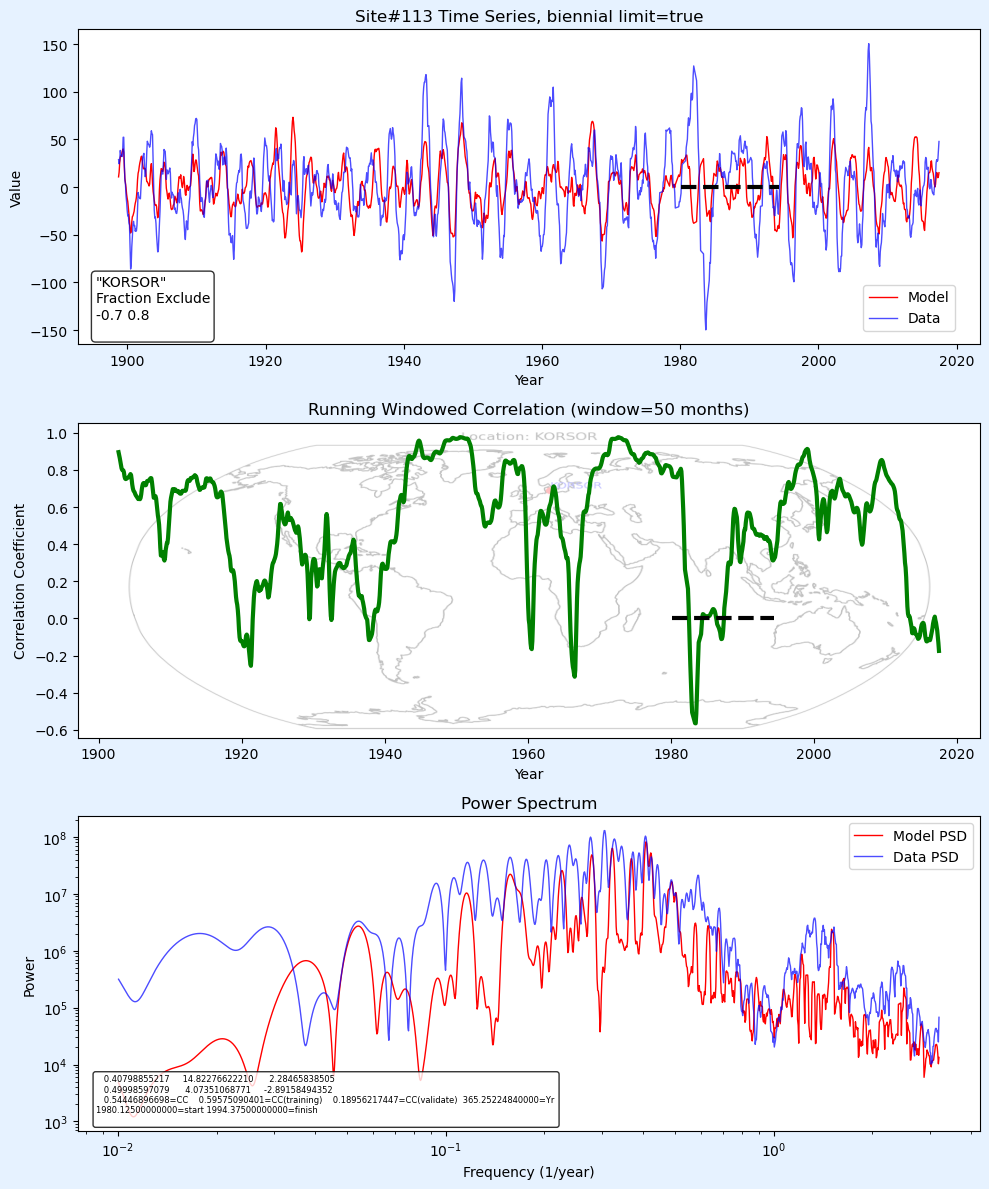 Site#113 Time Series, biennial limit=true
150
100
50
0
−50
−100
−150
Value
"KORSOR"
Fraction Exclude
-0.7 0.8
Model
Data
1900
1920
1940
1960
1980
2000
2020
Year
Running Windowed Correlation (window=50 months)
Location: KORSOR
KORSOR
1.0
0.8
0.6
0.4
0.2
0.0
−0.2
−0.4
−0.6
Correlation Coefficient
1900
1920
1940
1960
1980
2000
2020
Year
Power Spectrum
10⁸
10⁷
10⁶
10⁵
10⁴
10³
Power
Model PSD
Data PSD
0.40798855217 14.82276622210 2.28465838505
0.49998597079 4.07351068771 -2.89158494352
0.54446896698=CC 0.59575090401=CC(training) 0.18956217447=CC(validate) 365.25224840000=Yr
1980.12500000000=start 1994.37500000000=finish
10⁻²
10⁻¹
10⁰
Frequency (1/year)